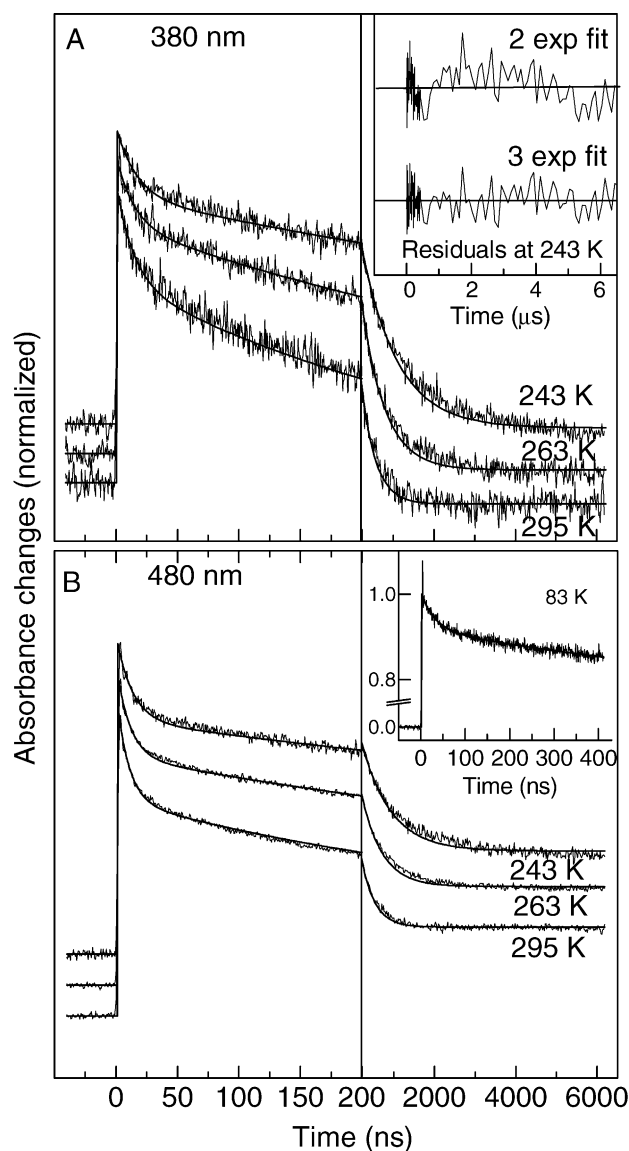 Absorbance changes (normalized)
A
380 nm
2 exp fit
3 exp fit
Residuals at 243 K
0 2 4 6
Time (μs)
243 K
263 K
295 K
B
480 nm
83 K
1.0
0.8
0.0
0 100 200 300 400
Time (ns)
243 K
263 K
295 K
0 50 100 150 200 2000 4000 6000
Time (ns)